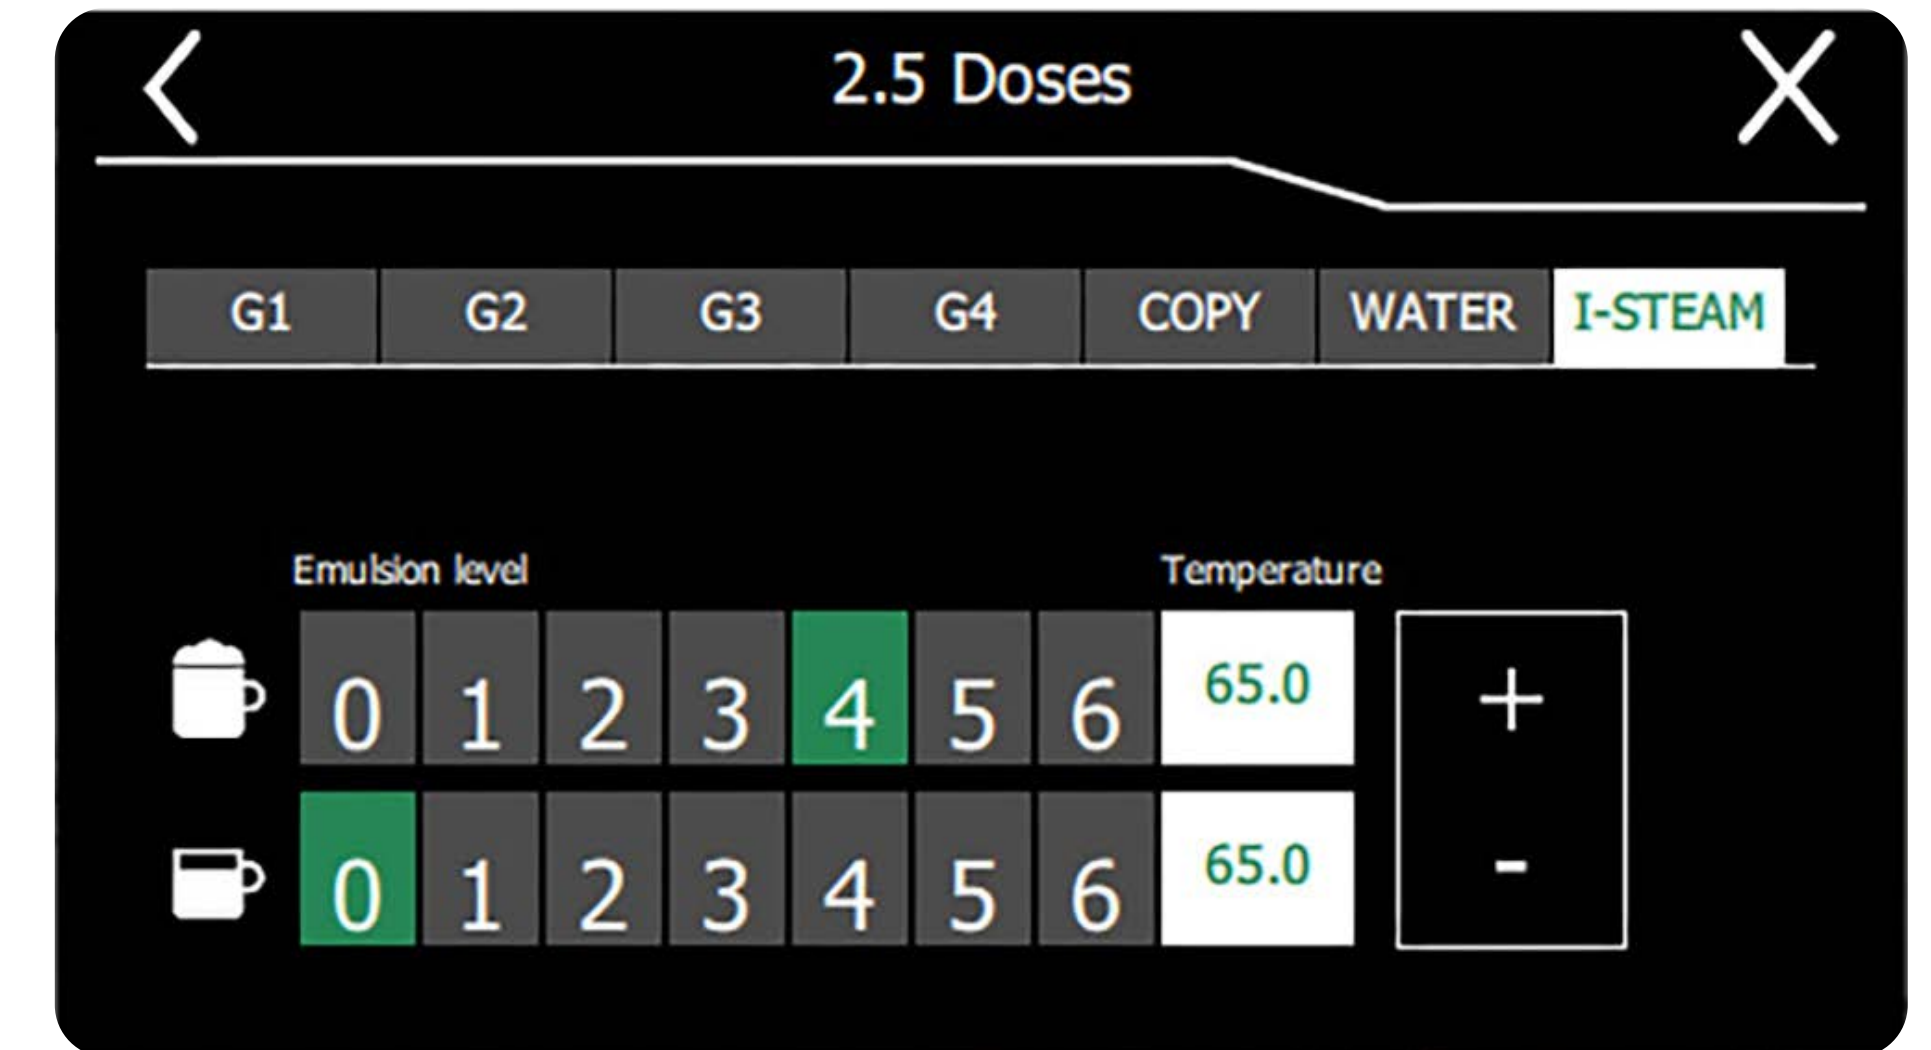 2.5 Doses
G1 G2 G3 G4 COPY WATER I-STEAM
Emulsion level Temperature
0 1 2 3 4 5 6 65.0 +
0 1 2 3 4 5 6 65.0 -